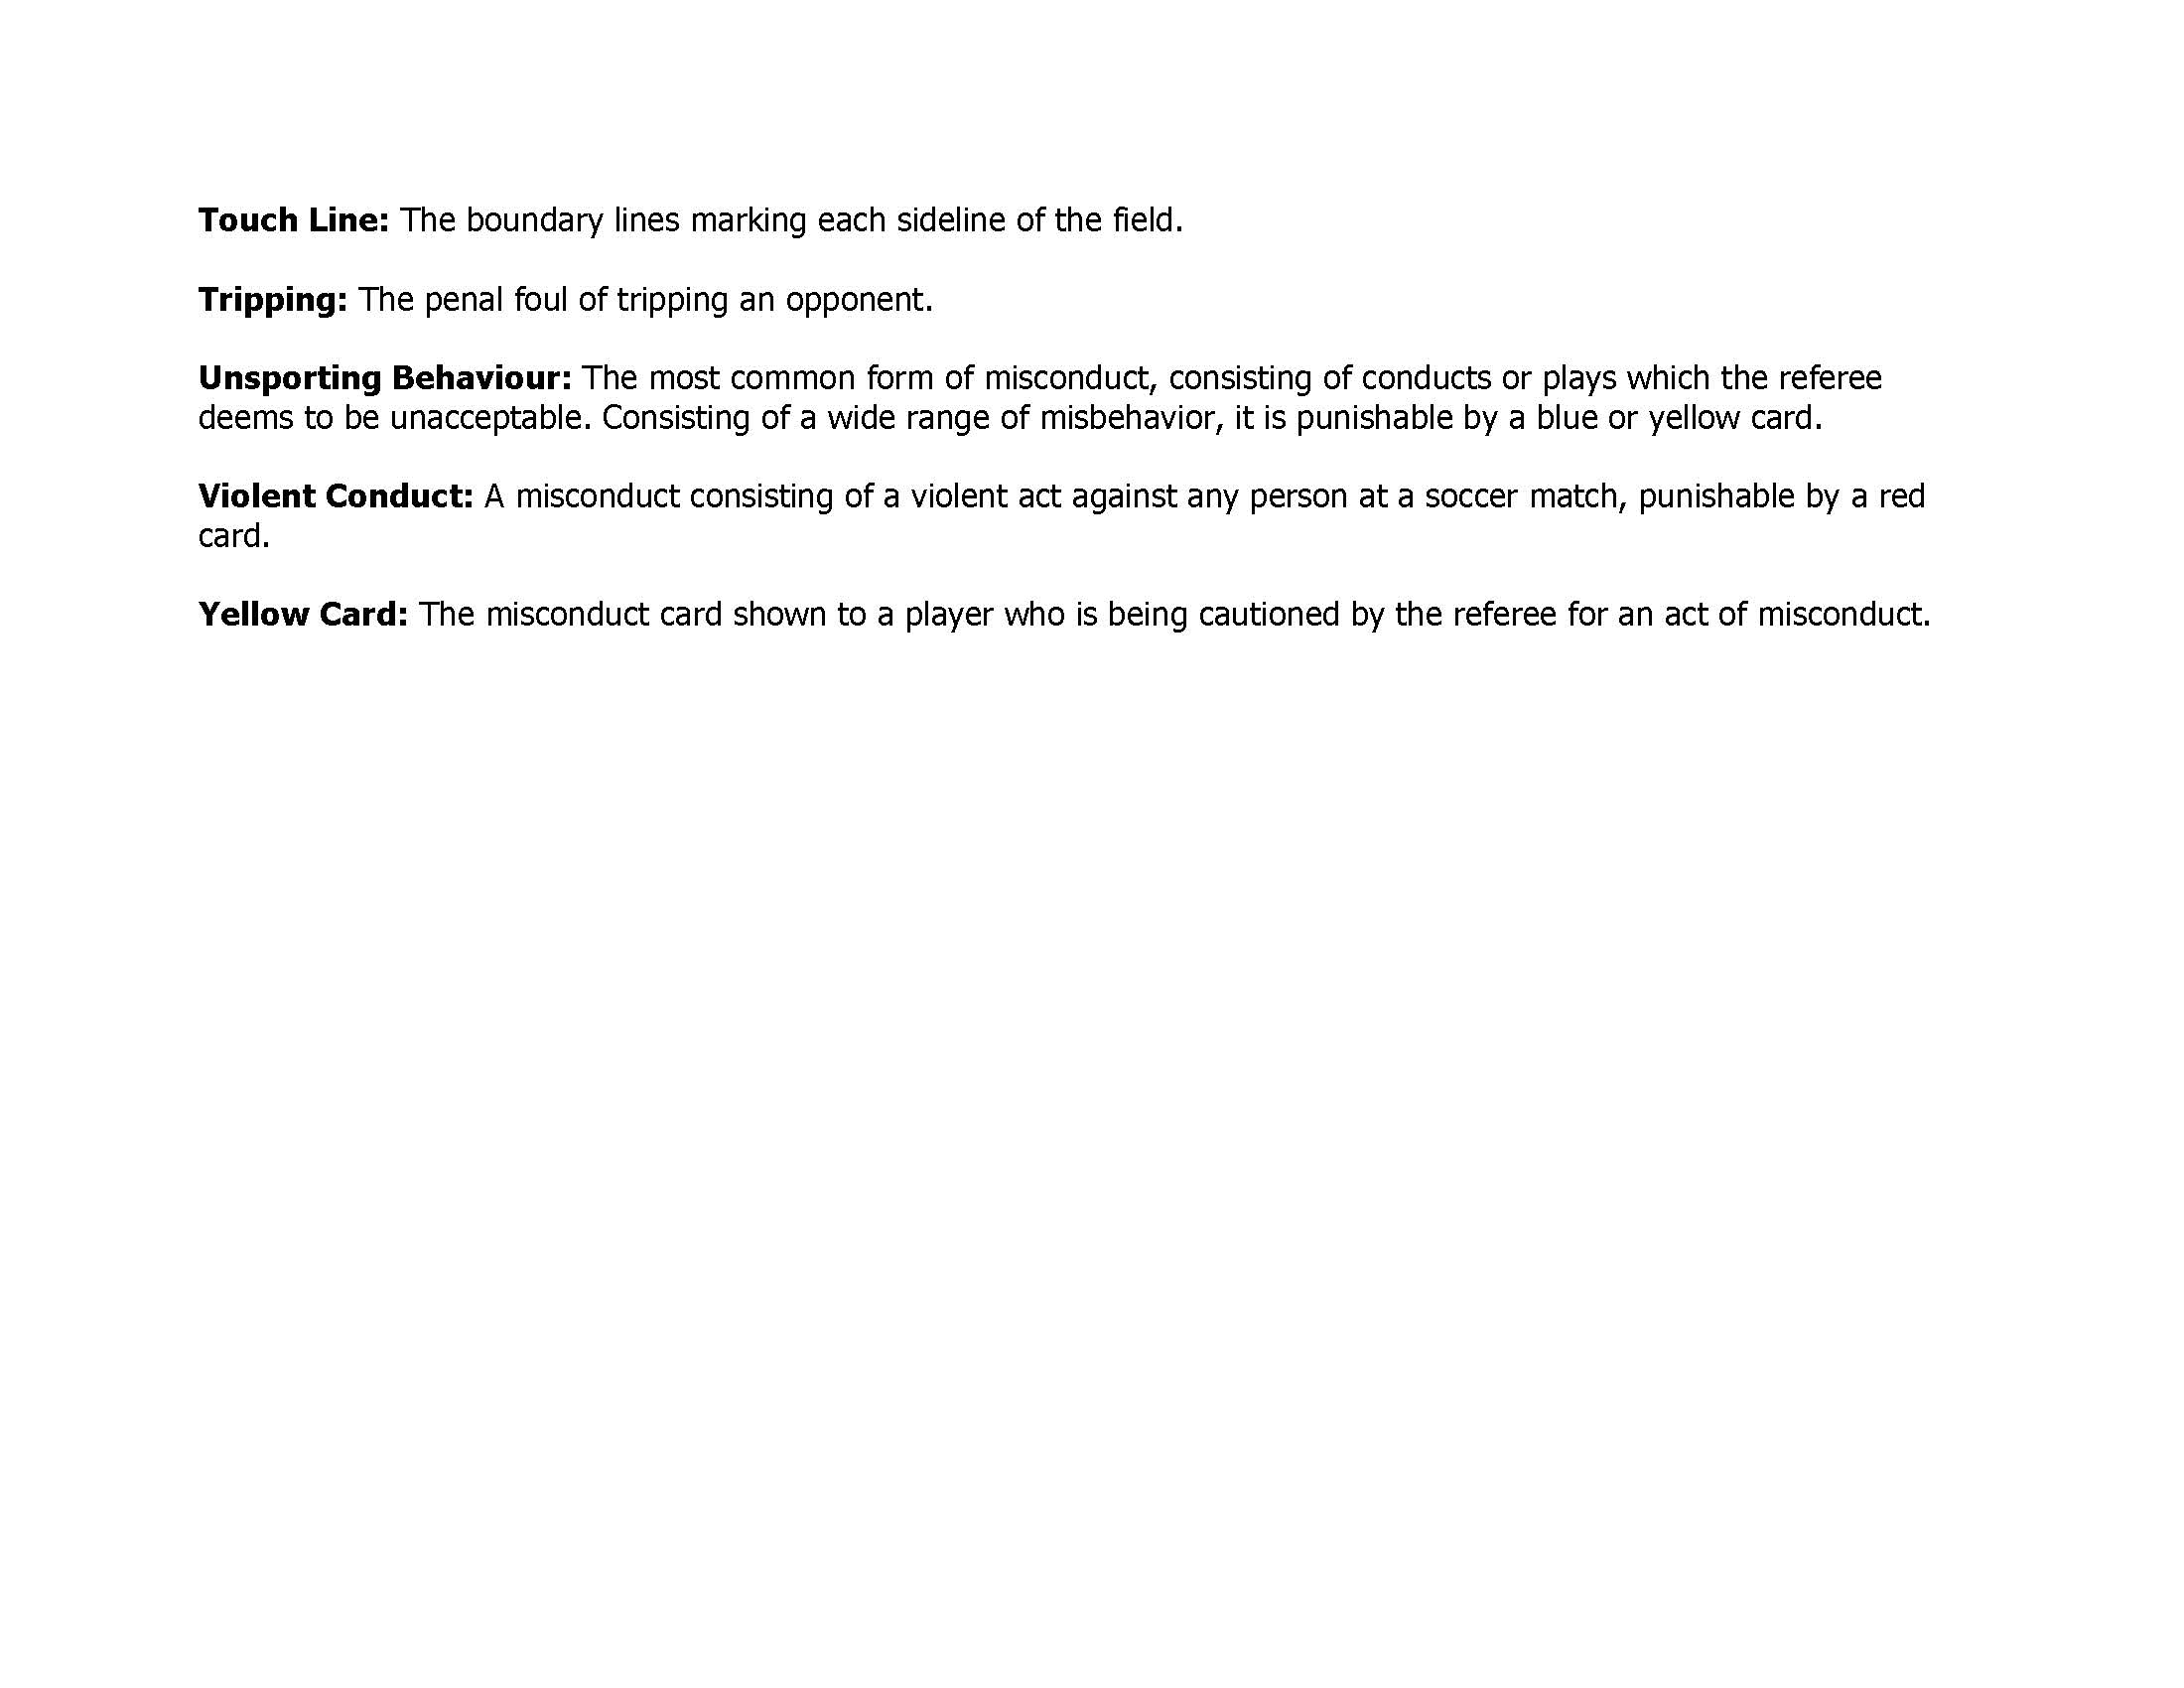 Touch Line: The boundary lines marking each sideline of the field.
Tripping: The penal foul of tripping an opponent.
Unsporting Behaviour: The most common form of misconduct, consisting of conducts or plays which the referee
deems to be unacceptable. Consisting of a wide range of misbehavior, it is punishable by a blue or yellow card.
Violent Conduct: A misconduct consisting of a violent act against any person at a soccer match, punishable by a red
card.
Yellow Card: The misconduct card shown to a player who is being cautioned by the referee for an act of misconduct.